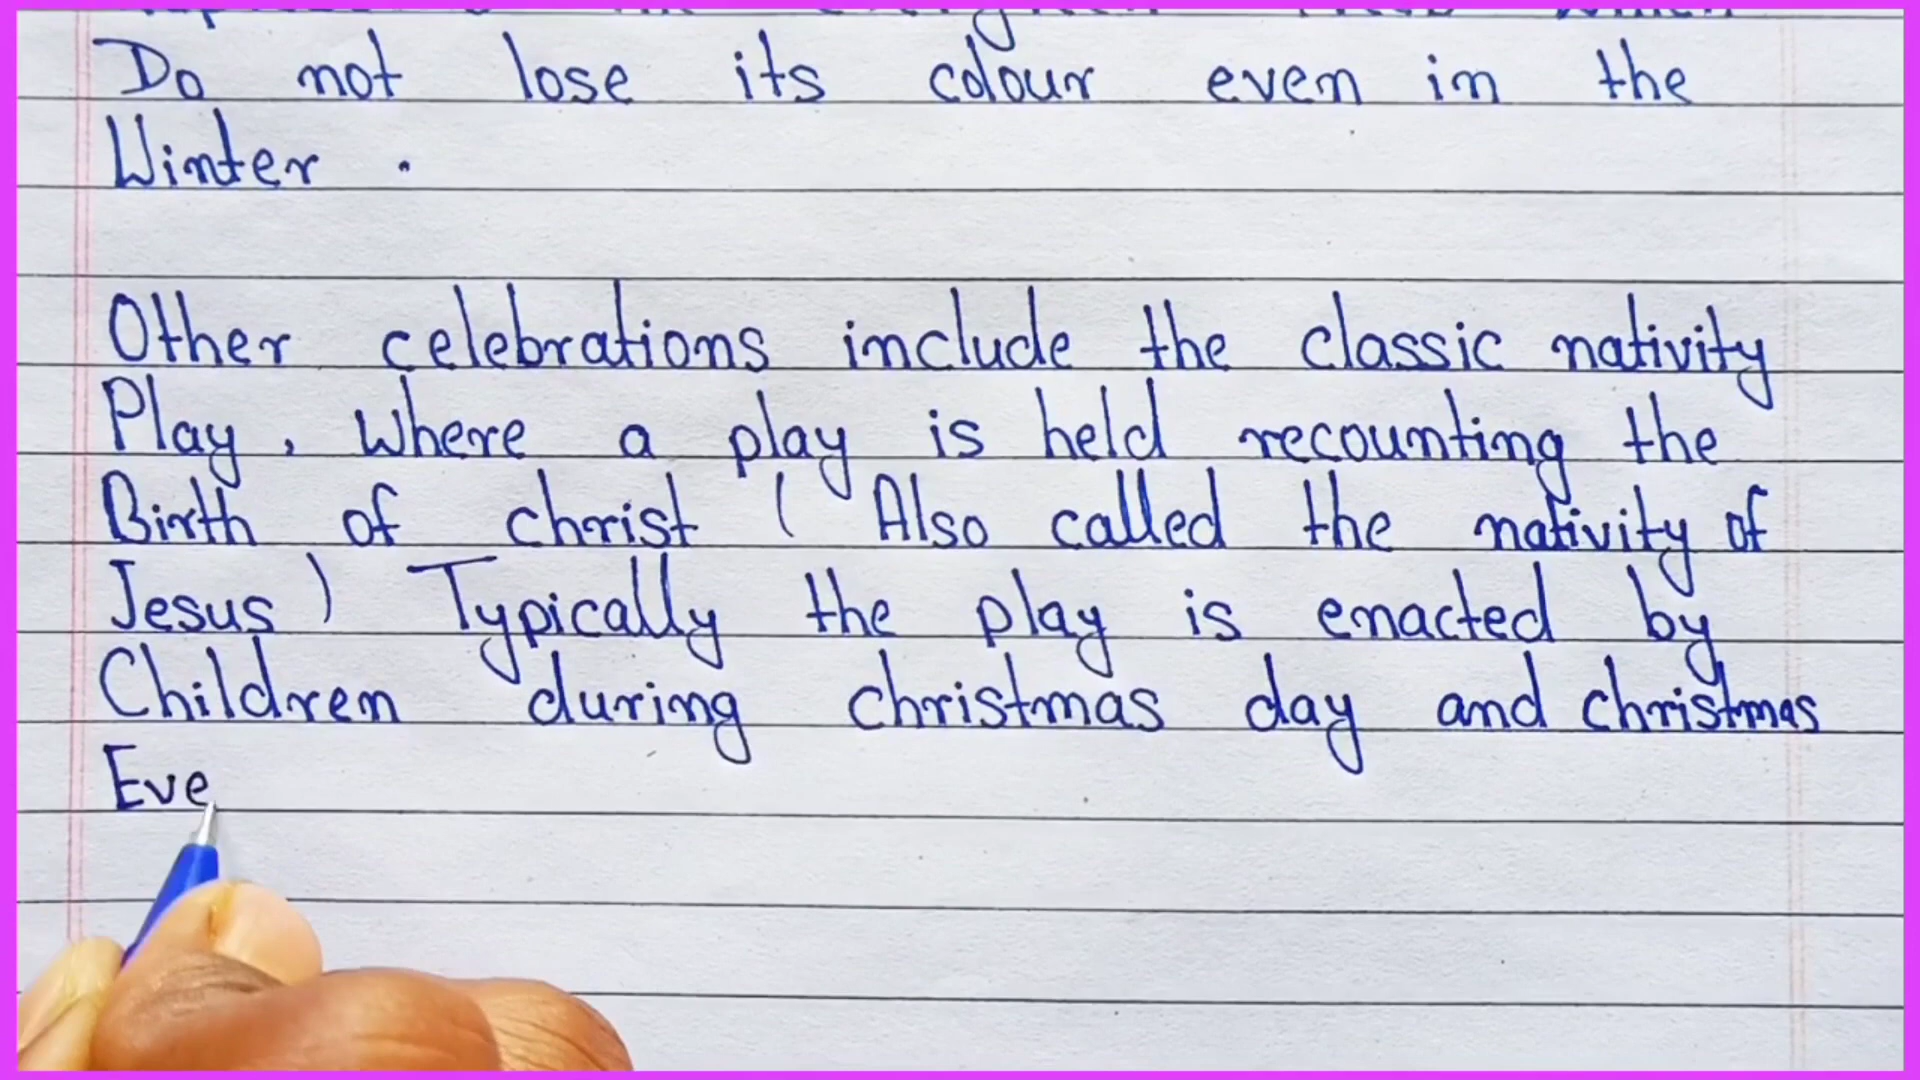 Do not lose its colour even in the
Winter .
Other celebrations include the classic nativity
Play, Where a play is held recounting the
Birth of christ ( Also called the nativity of
Jesus ) Typically the play is enacted by
Children during christmas day and christmas
Eve